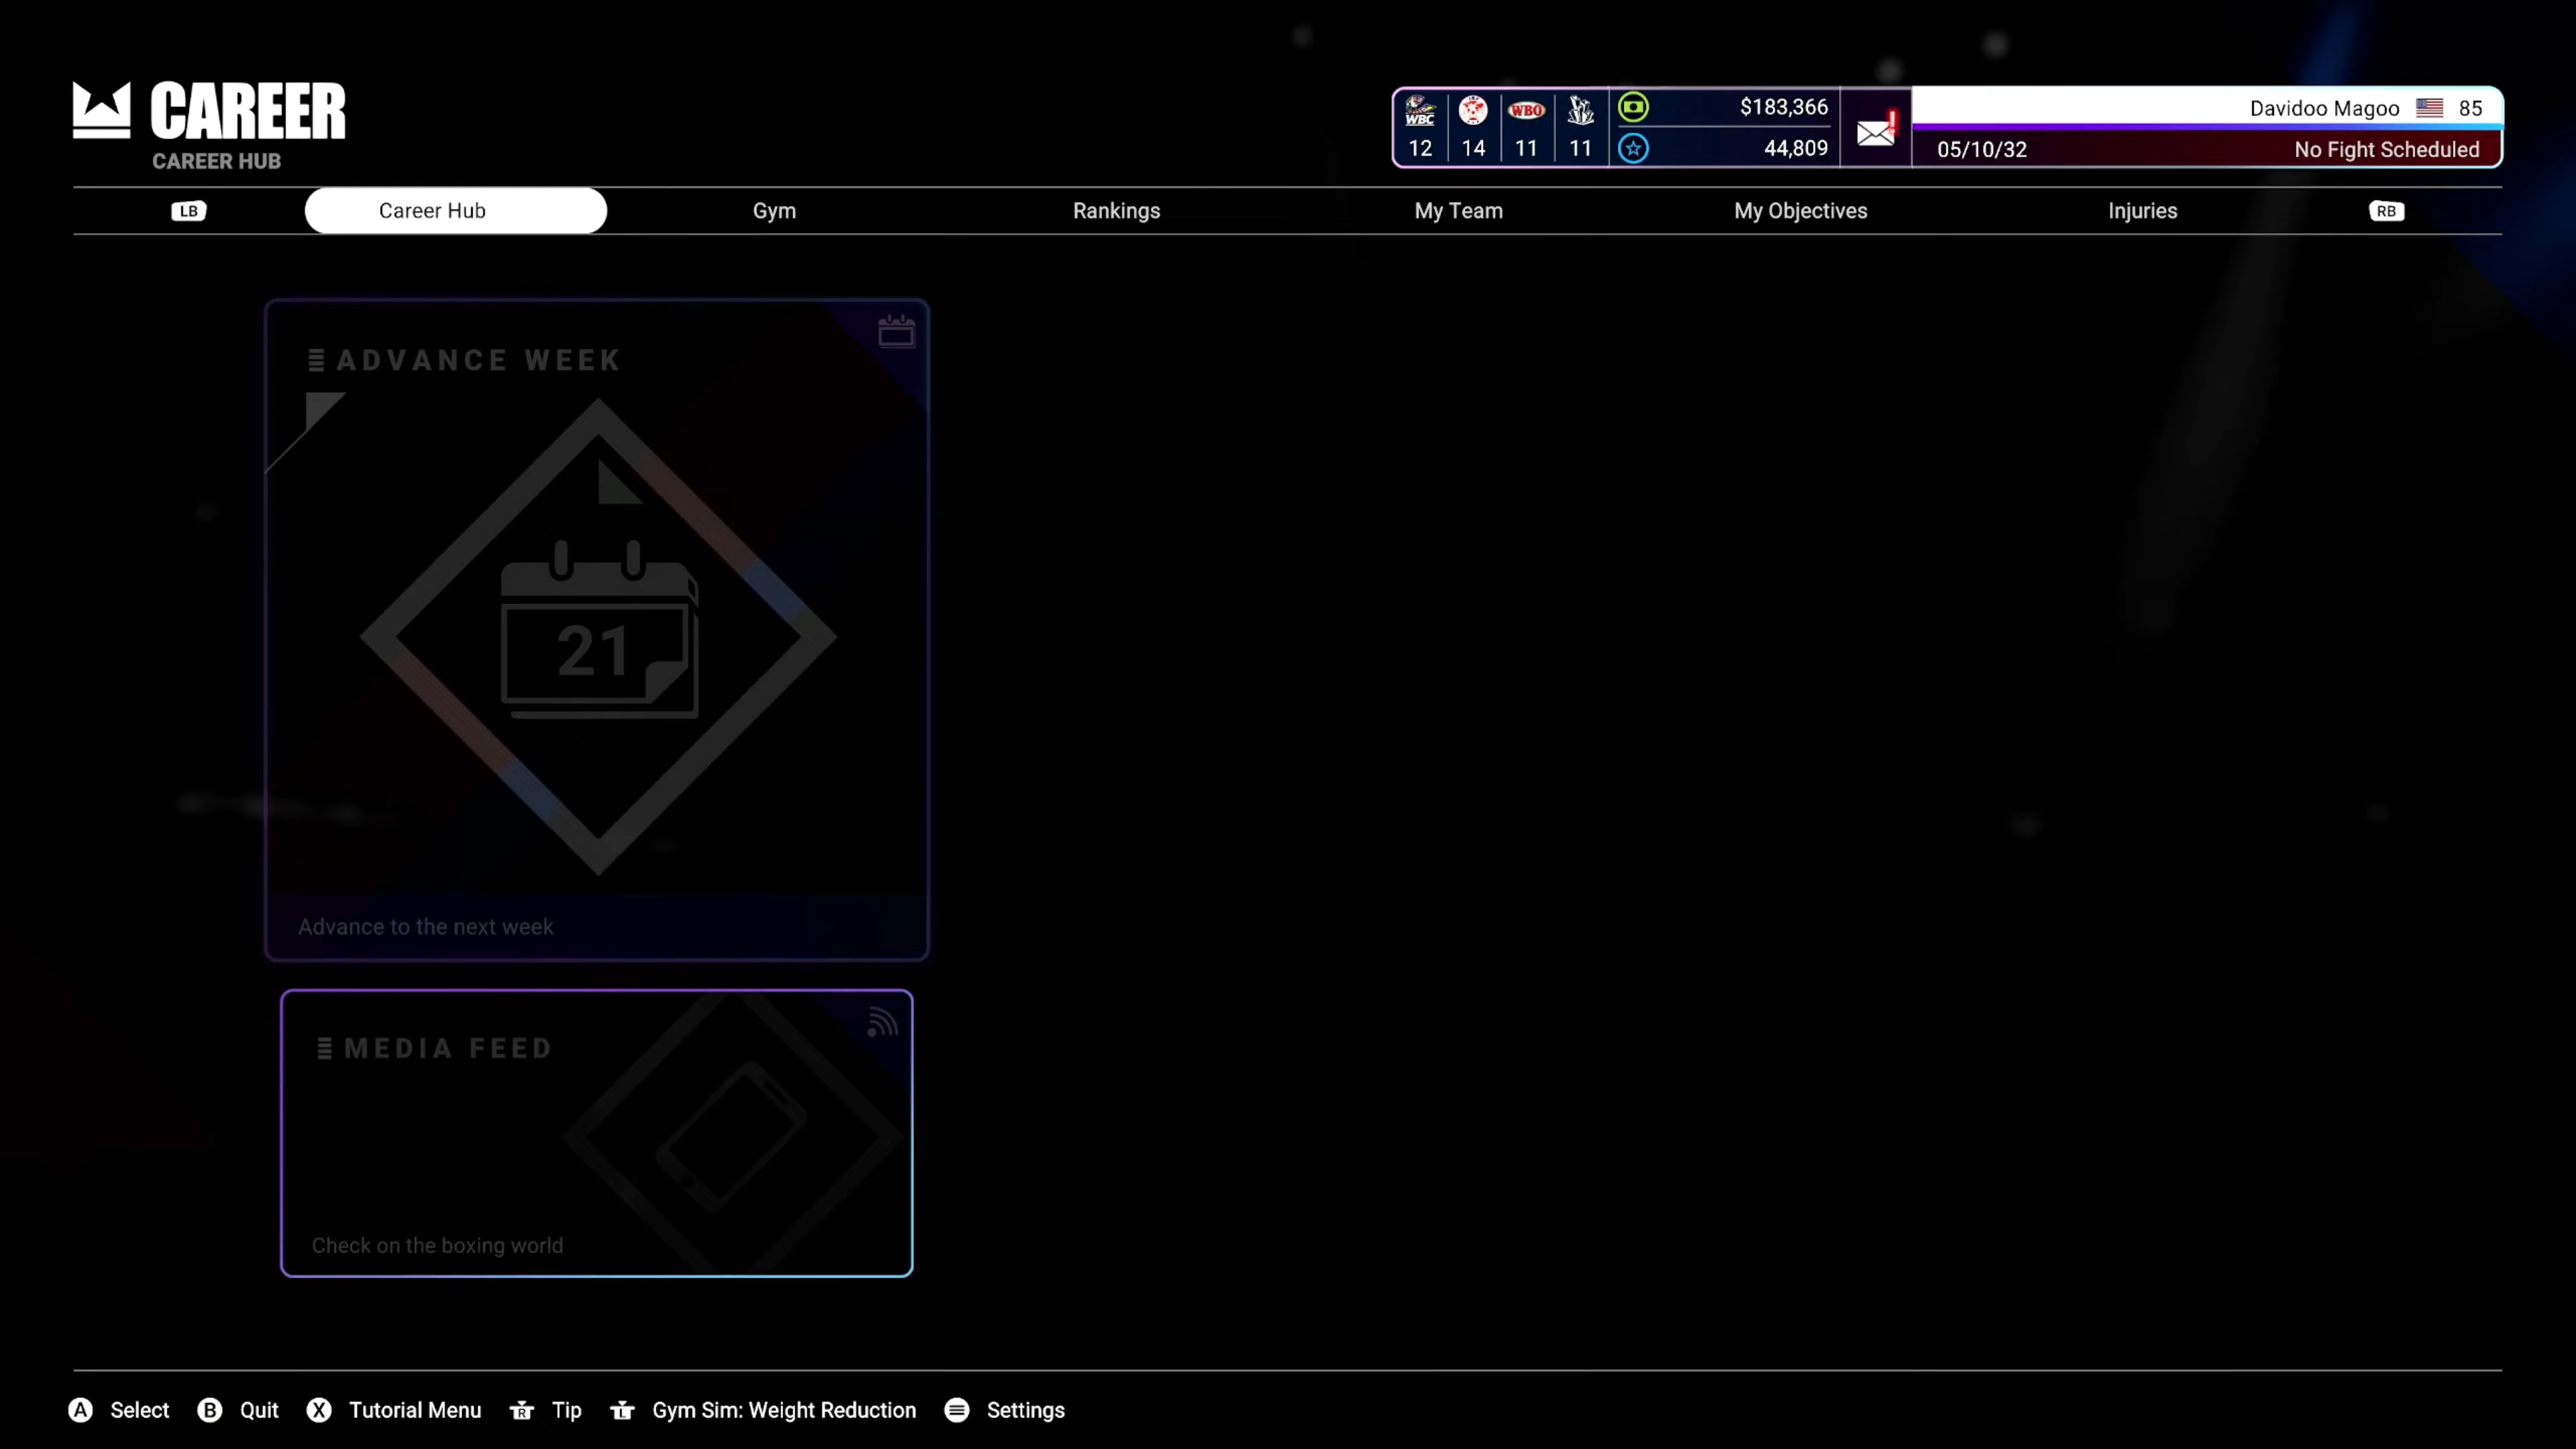 CAREER
CAREER HUB
WBC
WBO
12 14 11 11
$183,366
44,809
Davidoo Magoo 85
05/10/32 No Fight Scheduled
LB Career Hub Gym Rankings My Team My Objectives Injuries RB
ADVANCE WEEK
21
Advance to the next week
MEDIA FEED
Check on the boxing world
A Select B Quit X Tutorial Menu R Tip L Gym Sim: Weight Reduction Settings